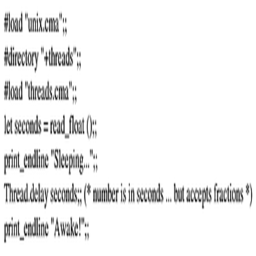 #load "unix.cma";;
#directory "+threads";;
#load "threads.cma";;
let seconds = read_float ();;
print_endline "Sleeping...";;
Thread.delay seconds;; (* number is in seconds ... but accepts fractions *)
print_endline "Awake!";;